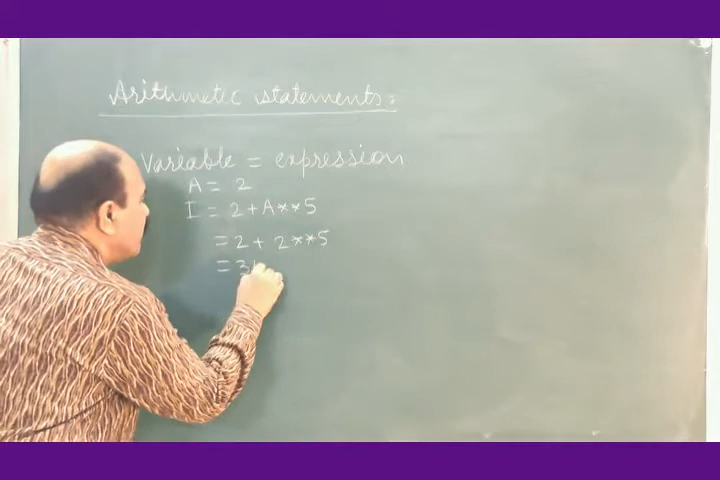 Arithmetic statements:
Variable = expression
A = 2
I = 2 + A**5
= 2 + 2**5
= 3